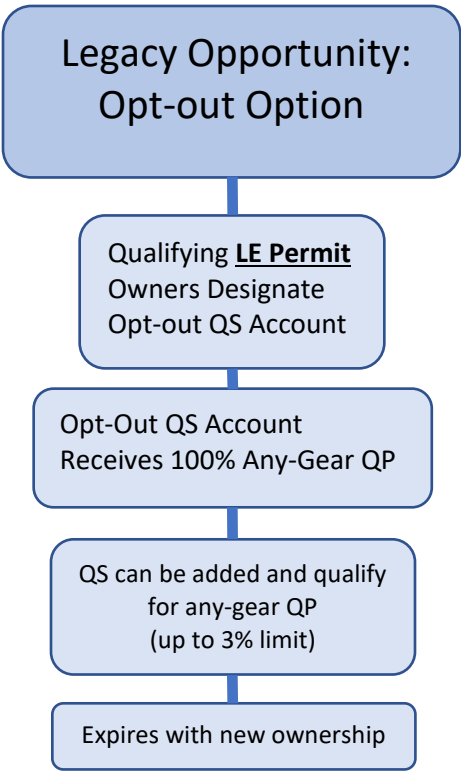 Legacy Opportunity:
Opt-out Option
Qualifying LE Permit
Owners Designate
Opt-out QS Account
Opt-Out QS Account
Receives 100% Any-Gear QP
QS can be added and qualify
for any-gear QP
(up to 3% limit)
Expires with new ownership